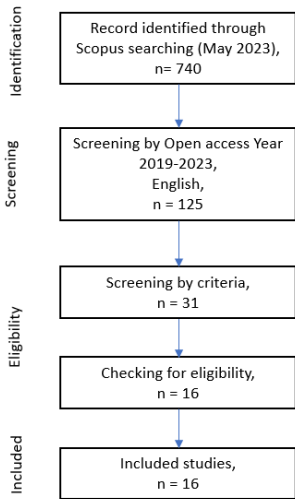 Identification
Record identified through
Scopus searching (May 2023),
n= 740
Screening
Screening by Open access Year
2019-2023,
English,
n = 125
Eligibility
Screening by criteria,
n = 31
Checking for eligibility,
n = 16
Included
Included studies,
n = 16